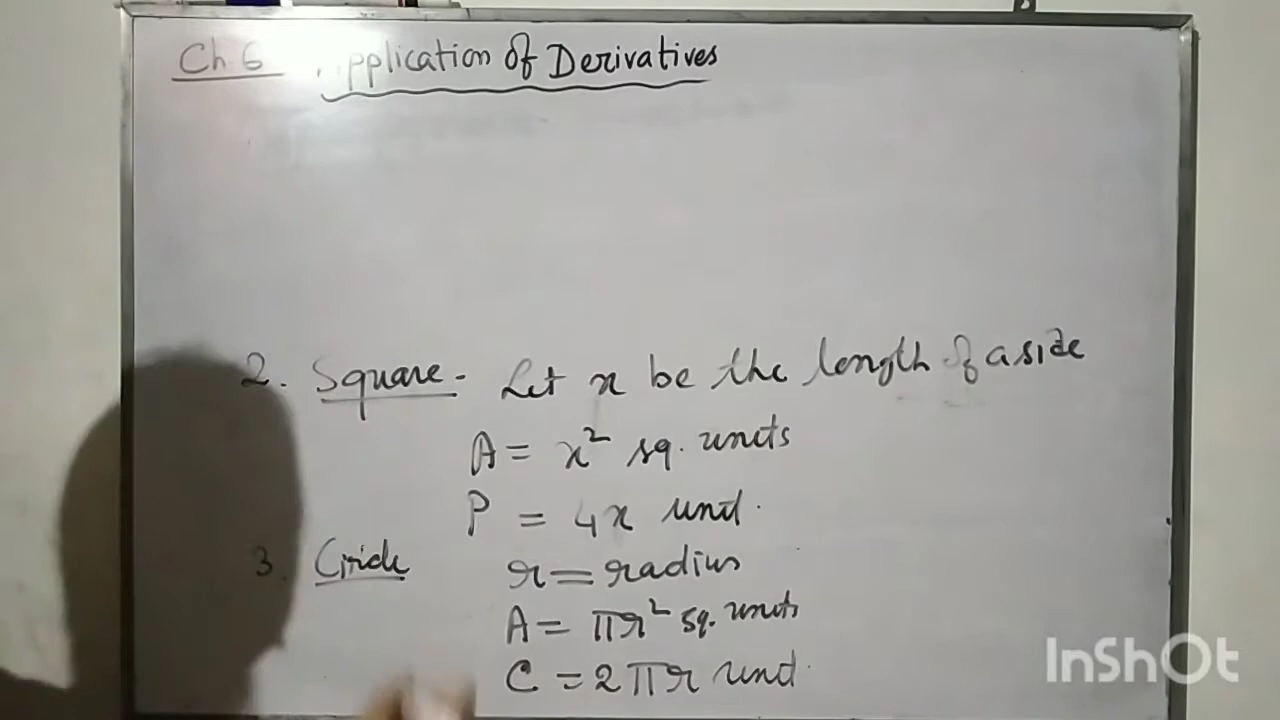 Ch 6 Application of Derivatives
2. Square - Let x be the length of a side
A = x² sq. units
P = 4x unit.
3. Circle r = radius
A = πr² sq. units
C = 2πr unit.
InShOt